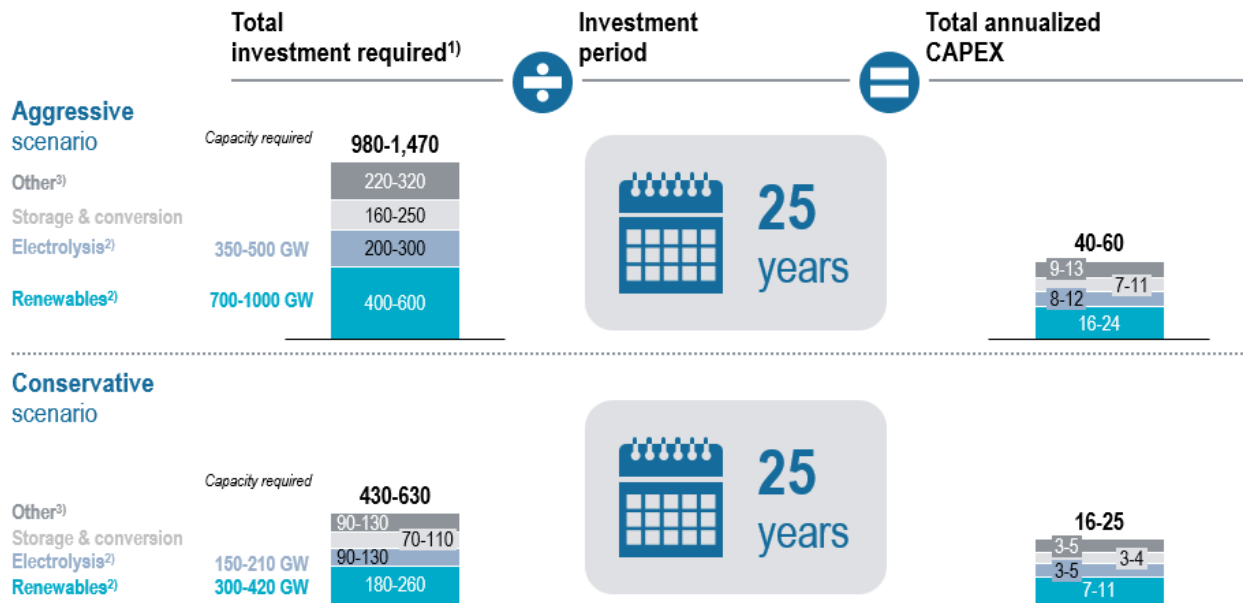 Total
investment required1)
Investment
period
Total annualized
CAPEX
Aggressive
scenario
Capacity required
980-1,470
Other3)
220-320
Storage & conversion
160-250
Electrolysis2)
350-500 GW
200-300
Renewables2)
700-1000 GW
400-600
25
years
40-60
9-13
7-11
8-12
16-24
Conservative
scenario
Capacity required
430-630
Other3)
90-130
Storage & conversion
70-110
Electrolysis2)
150-210 GW
90-130
Renewables2)
300-420 GW
180-260
25
years
16-25
3-5
3-4
3-5
7-11